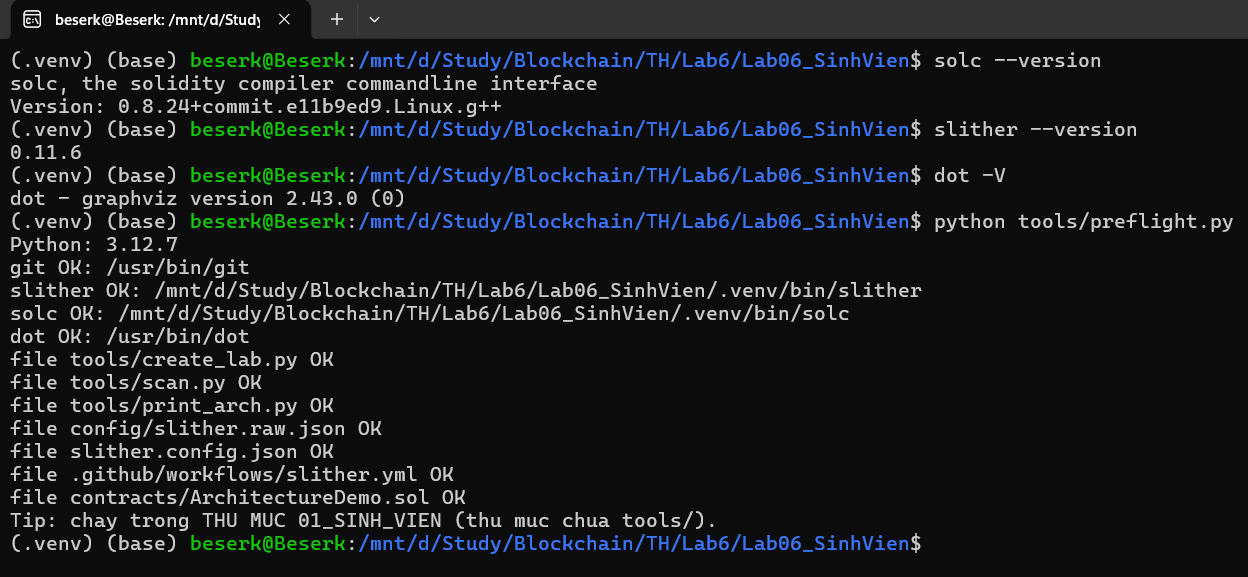 beserk@Beserk: /mnt/d/Study
(.venv) (base) beserk@Beserk:/mnt/d/Study/Blockchain/TH/Lab6/Lab06_SinhVien$ solc --version
solc, the solidity compiler commandline interface
Version: 0.8.24+commit.e11b9ed9.Linux.g++
(.venv) (base) beserk@Beserk:/mnt/d/Study/Blockchain/TH/Lab6/Lab06_SinhVien$ slither --version
0.11.6
(.venv) (base) beserk@Beserk:/mnt/d/Study/Blockchain/TH/Lab6/Lab06_SinhVien$ dot -V
dot - graphviz version 2.43.0 (0)
(.venv) (base) beserk@Beserk:/mnt/d/Study/Blockchain/TH/Lab6/Lab06_SinhVien$ python tools/preflight.py
Python: 3.12.7
git OK: /usr/bin/git
slither OK: /mnt/d/Study/Blockchain/TH/Lab6/Lab06_SinhVien/.venv/bin/slither
solc OK: /mnt/d/Study/Blockchain/TH/Lab6/Lab06_SinhVien/.venv/bin/solc
dot OK: /usr/bin/dot
file tools/create_lab.py OK
file tools/scan.py OK
file tools/print_arch.py OK
file config/slither.raw.json OK
file slither.config.json OK
file .github/workflows/slither.yml OK
file contracts/ArchitectureDemo.sol OK
Tip: chay trong THU MUC 01_SINH_VIEN (thu muc chua tools/).
(.venv) (base) beserk@Beserk:/mnt/d/Study/Blockchain/TH/Lab6/Lab06_SinhVien$